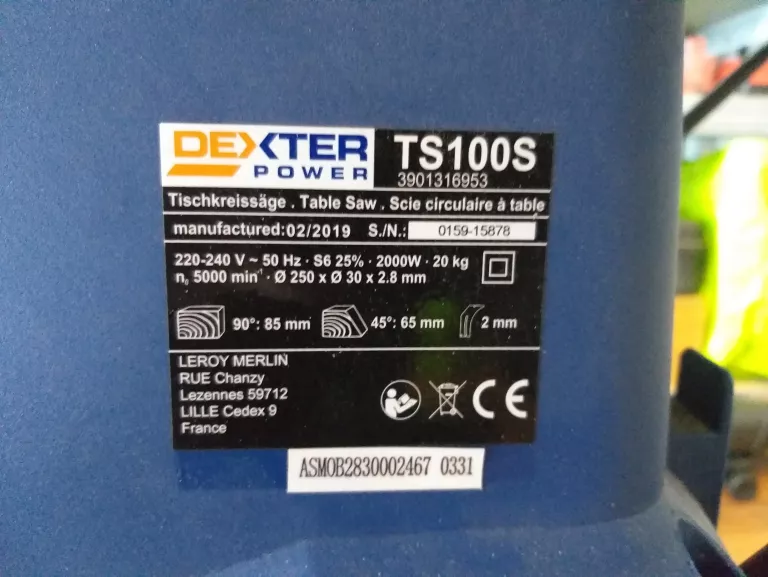 DEXTER
POWER
TS100S
3901316953
Tischkreissäge . Table Saw . Scie circulaire à table
manufactured:02/2019 S./N.: 0159-15878
220-240 V ~ 50 Hz · S6 25% · 2000W · 20 kg
n₀ 5000 min⁻¹ · Ø 250 x Ø 30 x 2.8 mm
90°: 85 mm 45°: 65 mm 2 mm
LEROY MERLIN
RUE Chanzy
Lezennes 59712
LILLE Cedex 9
France
CE
ASMOB2830002467 0331